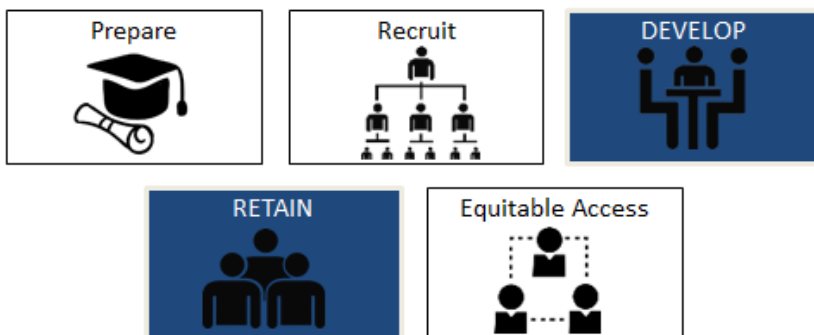 Prepare
Recruit
DEVELOP
RETAIN
Equitable Access